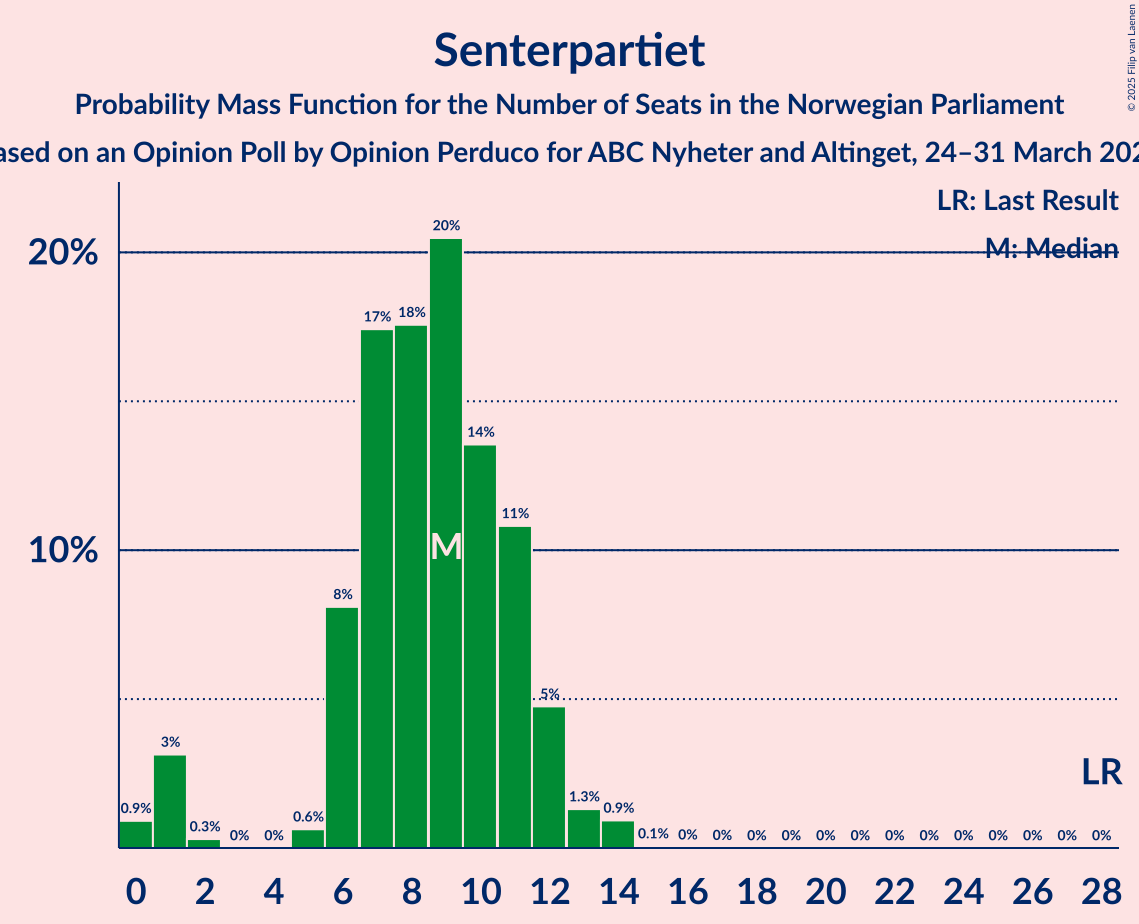 Senterpartiet
Probability Mass Function for the Number of Seats in the Norwegian Parliament
ased on an Opinion Poll by Opinion Perduco for ABC Nyheter and Altinget, 24–31 March 202
© 2025 Filip van Laenen
LR: Last Result
M: Median
20%
10%
0.9% 3% 0.3% 0% 0% 0.6% 8% 17% 18% 20% 14% 11% 5% 1.3% 0.9% 0.1% 0% 0% 0% 0% 0% 0% 0% 0% 0% 0% 0% 0% 0%
M
LR
0 2 4 6 8 10 12 14 16 18 20 22 24 26 28